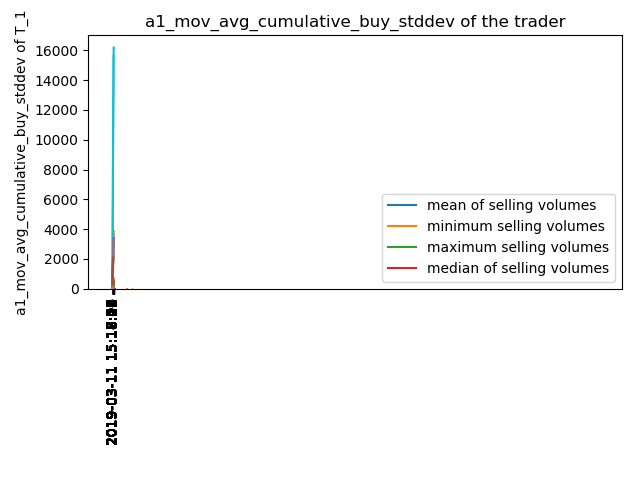 a1_mov_avg_cumulative_buy_stddev of the trader
a1_mov_avg_cumulative_buy_stddev of T_1
16000
14000
12000
10000
8000
6000
4000
2000
0
mean of selling volumes
minimum selling volumes
maximum selling volumes
median of selling volumes
2019-03-11